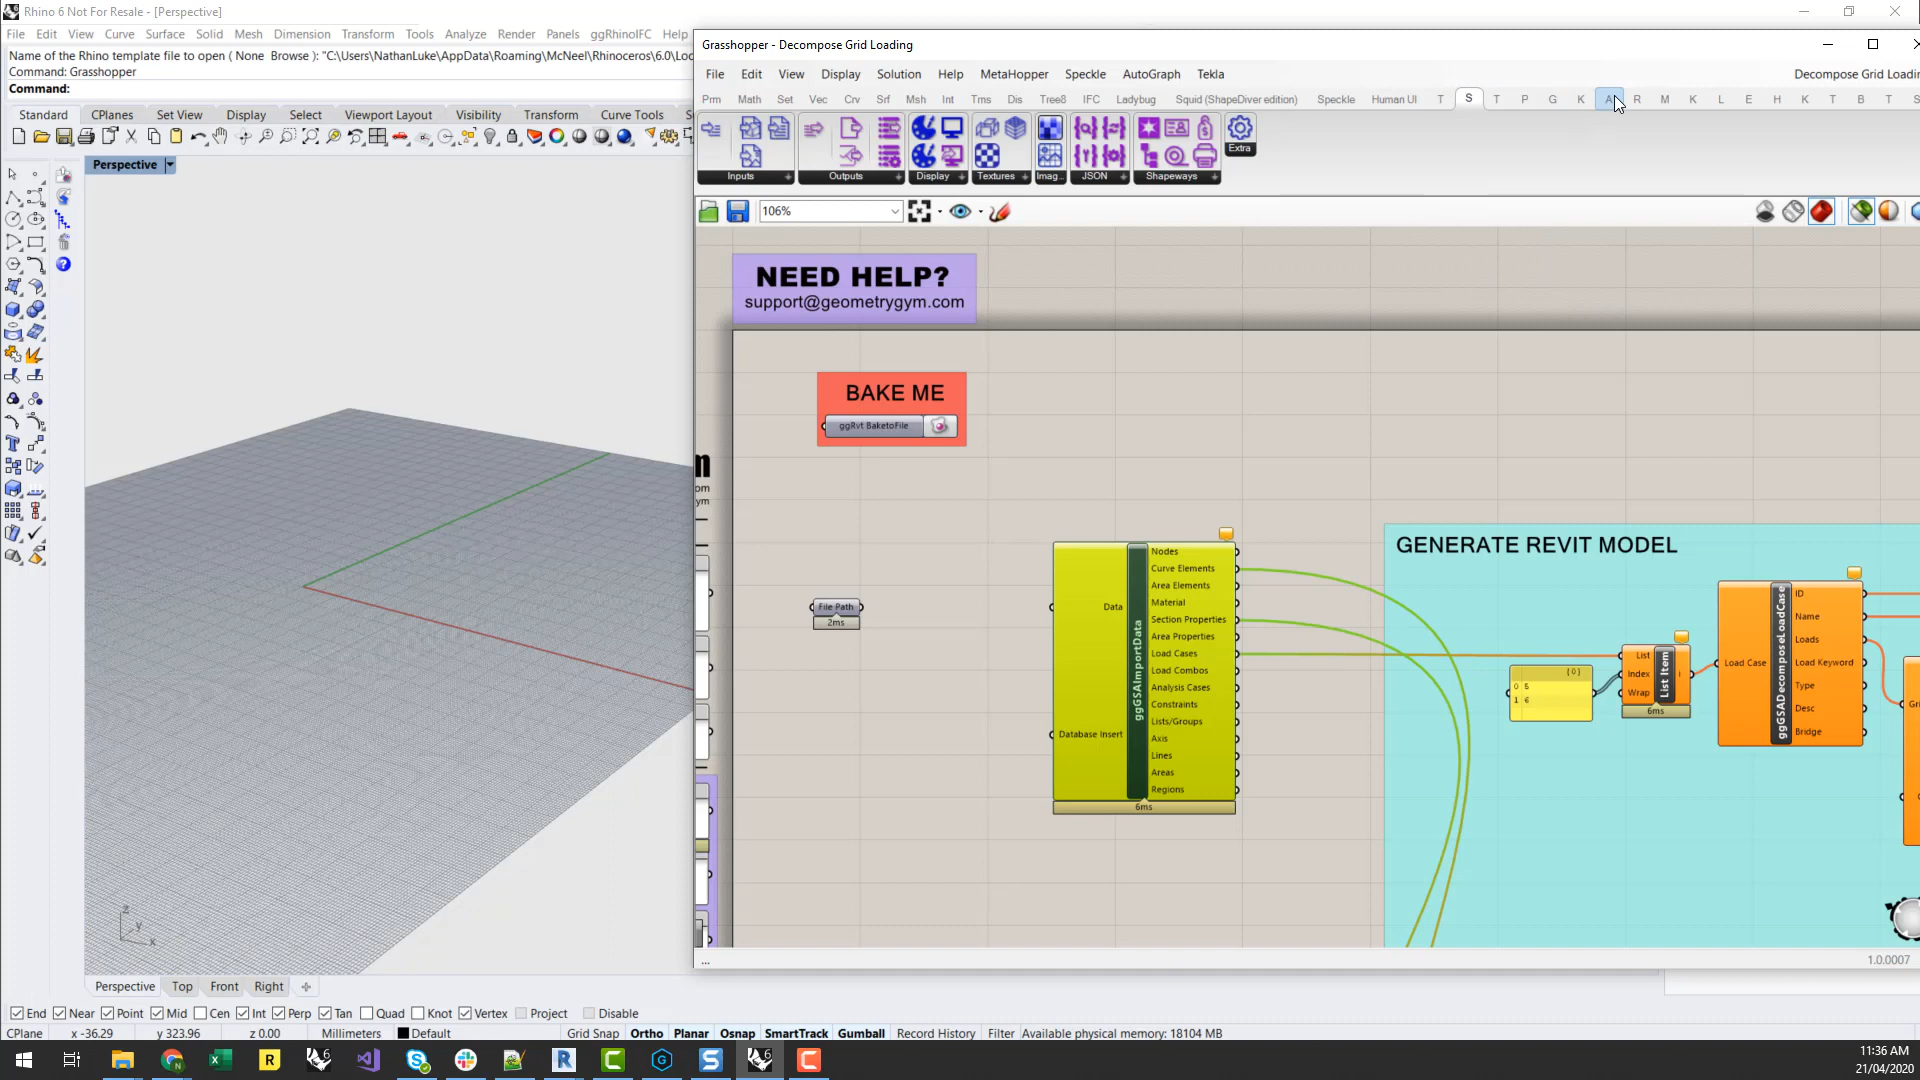 Rhino 6 Not For Resale - [Perspective]
File Edit View Curve Surface Solid Mesh Dimension Transform Tools Analyze Render Panels ggRhinoIFC Help
Name of the Rhino template file to open ( None Browse ): "C:\Users\NathanLuke\AppData\Roaming\McNeel\Rhinoceros\6.0\Loc
Command: Grasshopper
Command:
Standard CPlanes Set View Display Select Viewport Layout Visibility Transform Curve Tools S
Perspective
Grasshopper - Decompose Grid Loading
File Edit View Display Solution Help MetaHopper Speckle AutoGraph Tekla Decompose Grid Loadin
Prm Math Set Vec Crv Srf Msh Int Trns Dis Tree8 IFC Ladybug Squid (ShapeDiver edition) Speckle Human UI T S T P G K A R M K L E H K T B T S
Inputs Outputs Display Textures Imag... JSON Shapeways Extra
106%
NEED HELP?
support@geometrygym.com
BAKE ME
ggRvt BaketoFile
m
om
ym
File Path
2ms
Data
Database Insert
ggGSAImportData
Nodes
Curve Elements
Area Elements
Material
Section Properties
Area Properties
Load Cases
Load Combos
Analysis Cases
Constraints
Lists/Groups
Axis
Lines
Areas
Regions
6ms
GENERATE REVIT MODEL
{0}
0 5
1 6
List
Index
Wrap
List Item
i
6ms
Load Case
ggGSADecomposeLoadCase
ID
Name
Loads
Load Keyword
Type
Desc
Bridge
Gri
...
1.0.0007
z
y
x
Perspective Top Front Right
End Near Point Mid Cen Int Perp Tan Quad Knot Vertex Project Disable
CPlane x -36.29 y 323.96 z 0.00 Millimeters Default Grid Snap Ortho Planar Osnap SmartTrack Gumball Record History Filter Available physical memory: 18104 MB
11:36 AM
21/04/2020